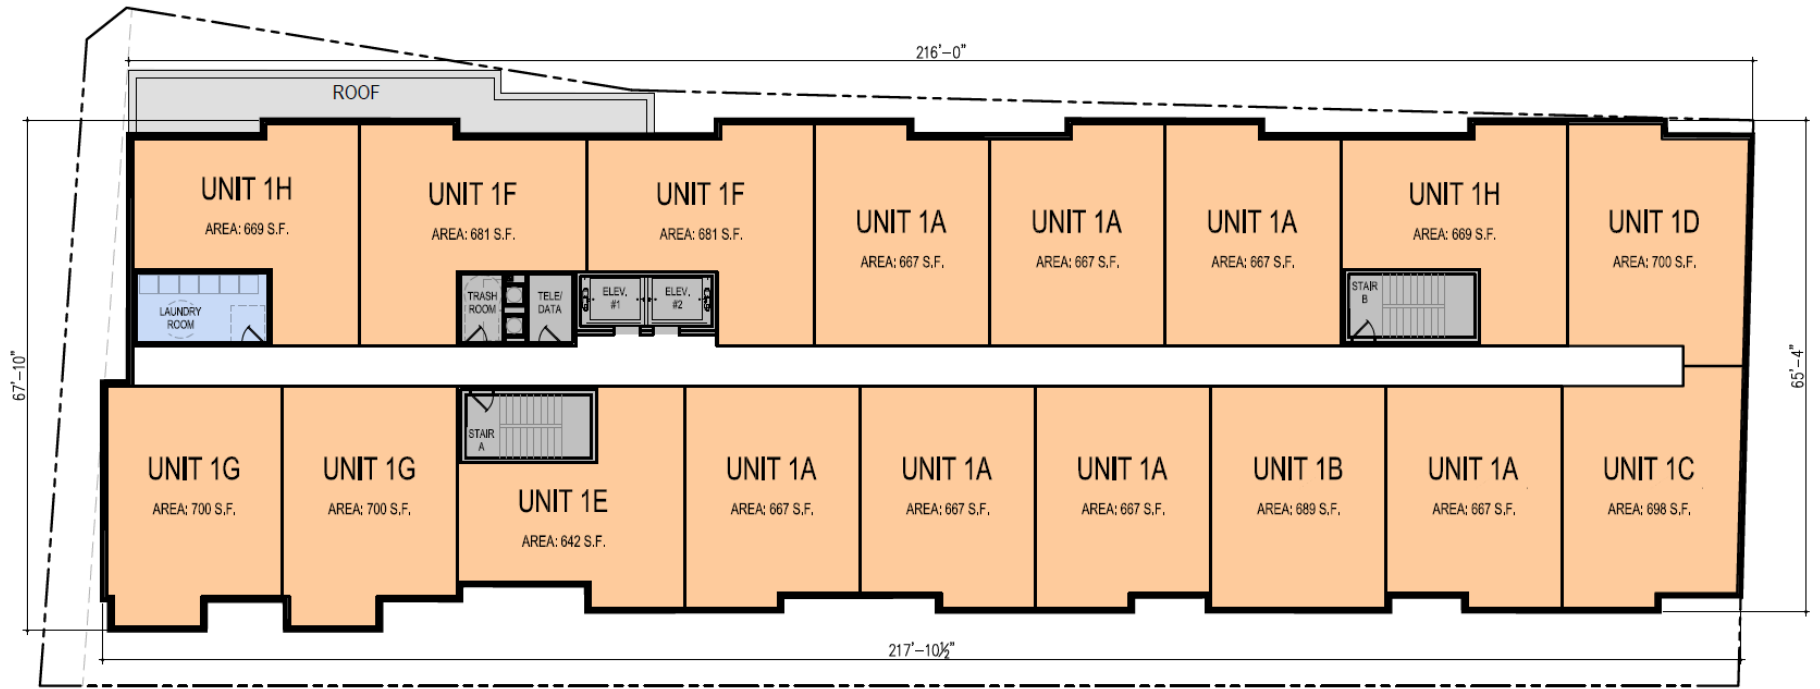 216'-0"
ROOF
UNIT 1H
AREA: 669 S.F.
UNIT 1F
AREA: 681 S.F.
UNIT 1F
AREA: 681 S.F.
UNIT 1A
AREA: 667 S.F.
UNIT 1A
AREA: 667 S.F.
UNIT 1A
AREA: 667 S.F.
UNIT 1H
AREA: 669 S.F.
UNIT 1D
AREA: 700 S.F.
LAUNDRY
ROOM
TRASH
ROOM
TELE/
DATA
ELEV.
#1
ELEV.
#2
STAIR
B
67'-10"
65'-4"
UNIT 1G
AREA: 700 S.F.
UNIT 1G
AREA: 700 S.F.
STAIR
A
UNIT 1E
AREA: 642 S.F.
UNIT 1A
AREA: 667 S.F.
UNIT 1A
AREA: 667 S.F.
UNIT 1A
AREA: 667 S.F.
UNIT 1B
AREA: 689 S.F.
UNIT 1A
AREA: 667 S.F.
UNIT 1C
AREA: 698 S.F.
217'-10½"